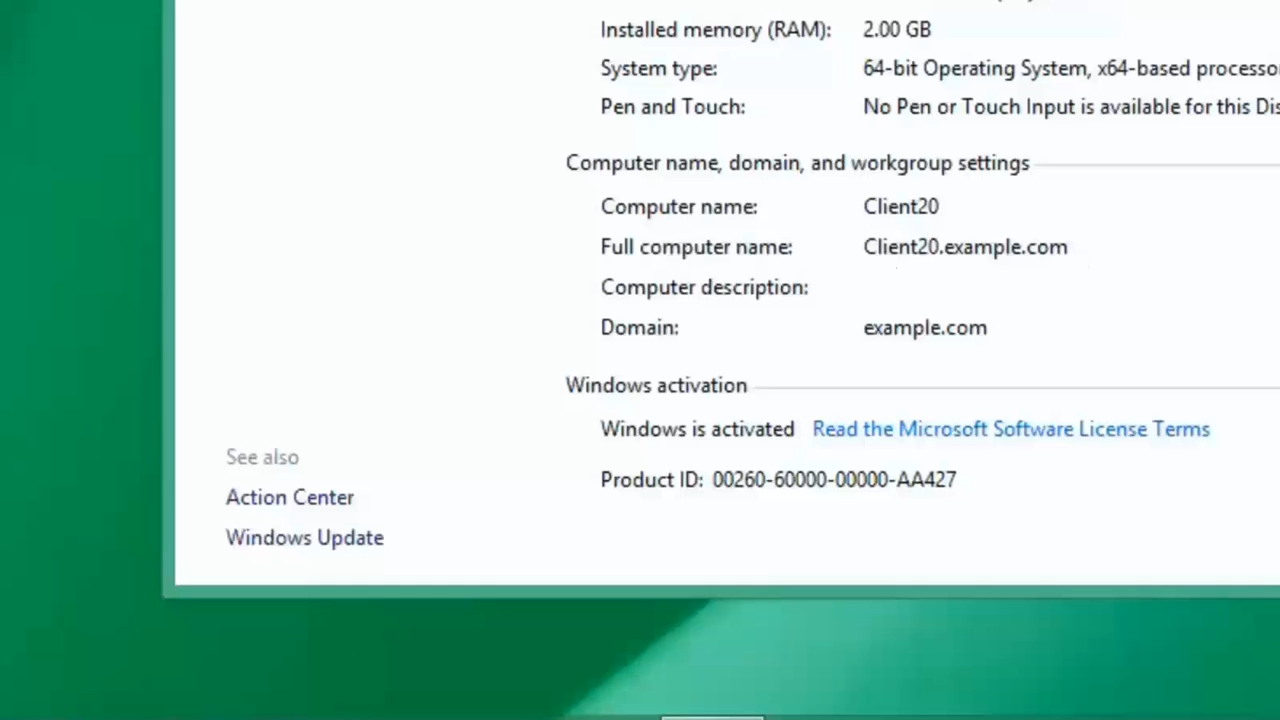 Installed memory (RAM): 2.00 GB
System type: 64-bit Operating System, x64-based processo
Pen and Touch: No Pen or Touch Input is available for this Dis
Computer name, domain, and workgroup settings
Computer name: Client20
Full computer name: Client20.example.com
Computer description:
Domain: example.com
Windows activation
Windows is activated Read the Microsoft Software License Terms
See also
Product ID: 00260-60000-00000-AA427
Action Center
Windows Update